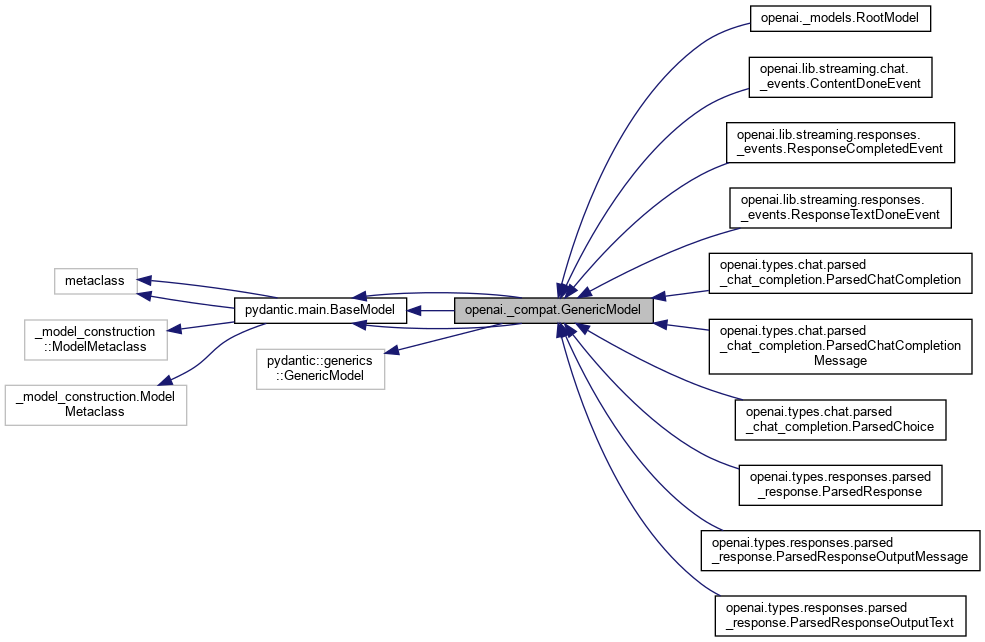 openai._models.RootModel
openai.lib.streaming.chat.
_events.ContentDoneEvent
openai.lib.streaming.responses.
_events.ResponseCompletedEvent
openai.lib.streaming.responses.
_events.ResponseTextDoneEvent
metaclass
_model_construction
::ModelMetaclass
_model_construction.Model
Metaclass
pydantic.main.BaseModel
pydantic::generics
::GenericModel
openai._compat.GenericModel
openai.types.chat.parsed
_chat_completion.ParsedChatCompletion
openai.types.chat.parsed
_chat_completion.ParsedChatCompletion
Message
openai.types.chat.parsed
_chat_completion.ParsedChoice
openai.types.responses.parsed
_response.ParsedResponse
openai.types.responses.parsed
_response.ParsedResponseOutputMessage
openai.types.responses.parsed
_response.ParsedResponseOutputText